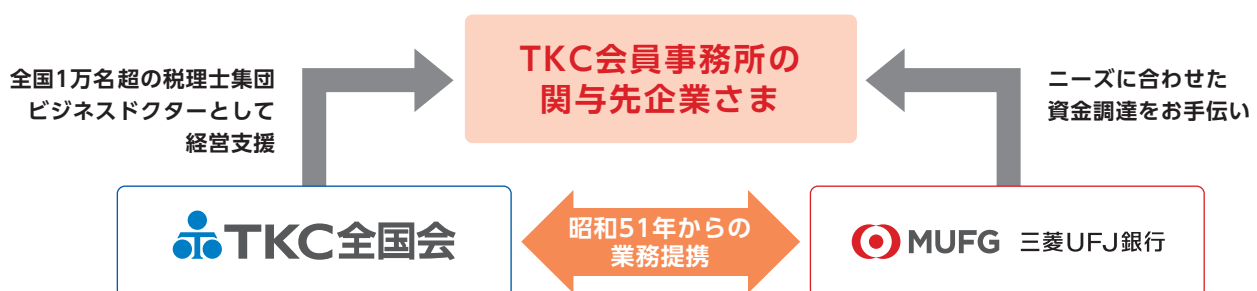 TKC会員事務所の
関与先企業さま
全国1万名超の税理士集団
ビジネスドクターとして
経営支援
ニーズに合わせた
資金調達をお手伝い
TKC全国会
昭和51年からの
業務提携
MUFG 三菱UFJ銀行